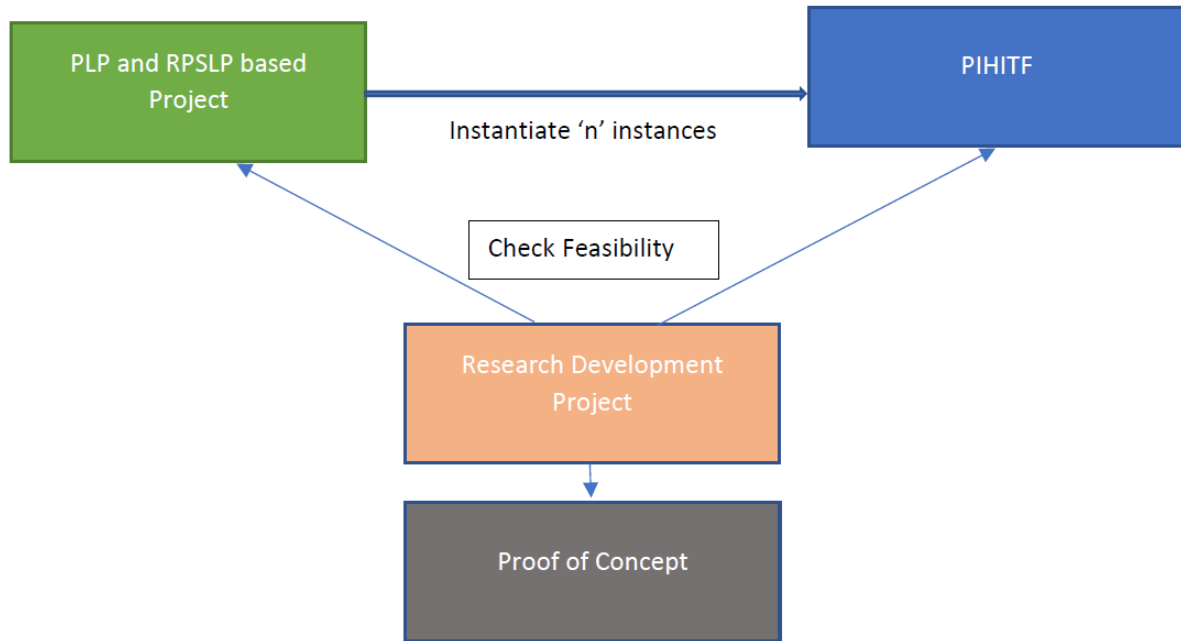 PLP and RPSLP based
Project
PIHITF
Instantiate ‘n’ instances
Check Feasibility
Research Development
Project
Proof of Concept